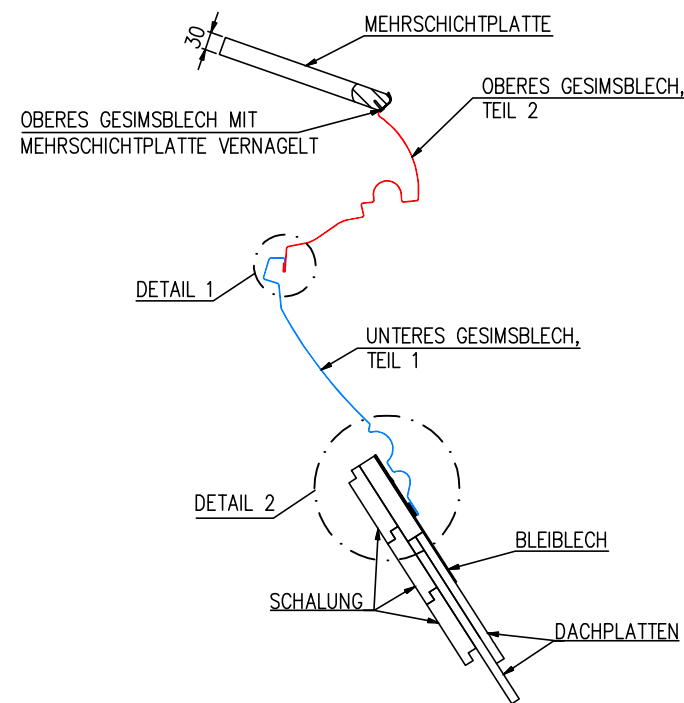 30
MEHRSCHICHTPLATTE
OBERES GESIMSBLECH,
TEIL 2
OBERES GESIMSBLECH MIT
MEHRSCHICHTPLATTE VERNAGELT
DETAIL 1
UNTERES GESIMSBLECH,
TEIL 1
DETAIL 2
BLEIBLECH
SCHALUNG
DACHPLATTEN